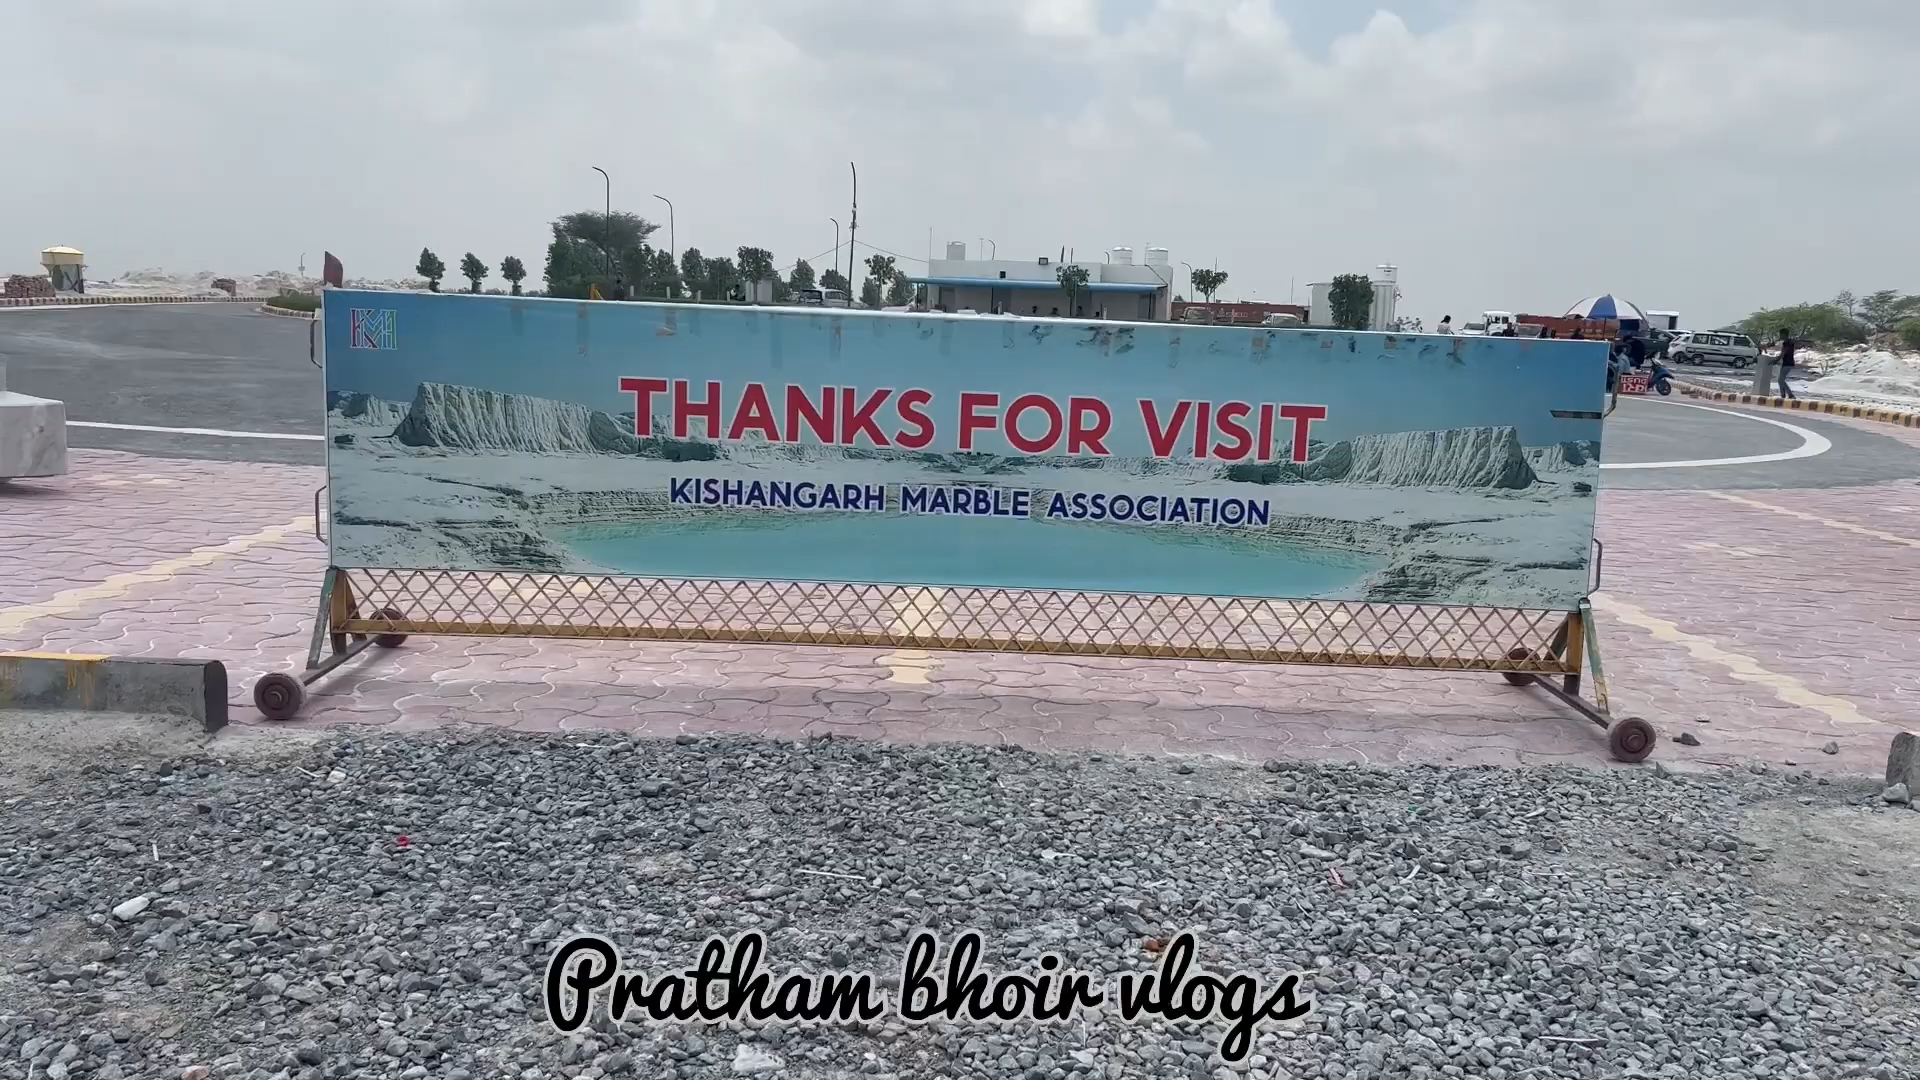 THANKS FOR VISIT
KISHANGARH MARBLE ASSOCIATION
Pratham bhoir vlogs